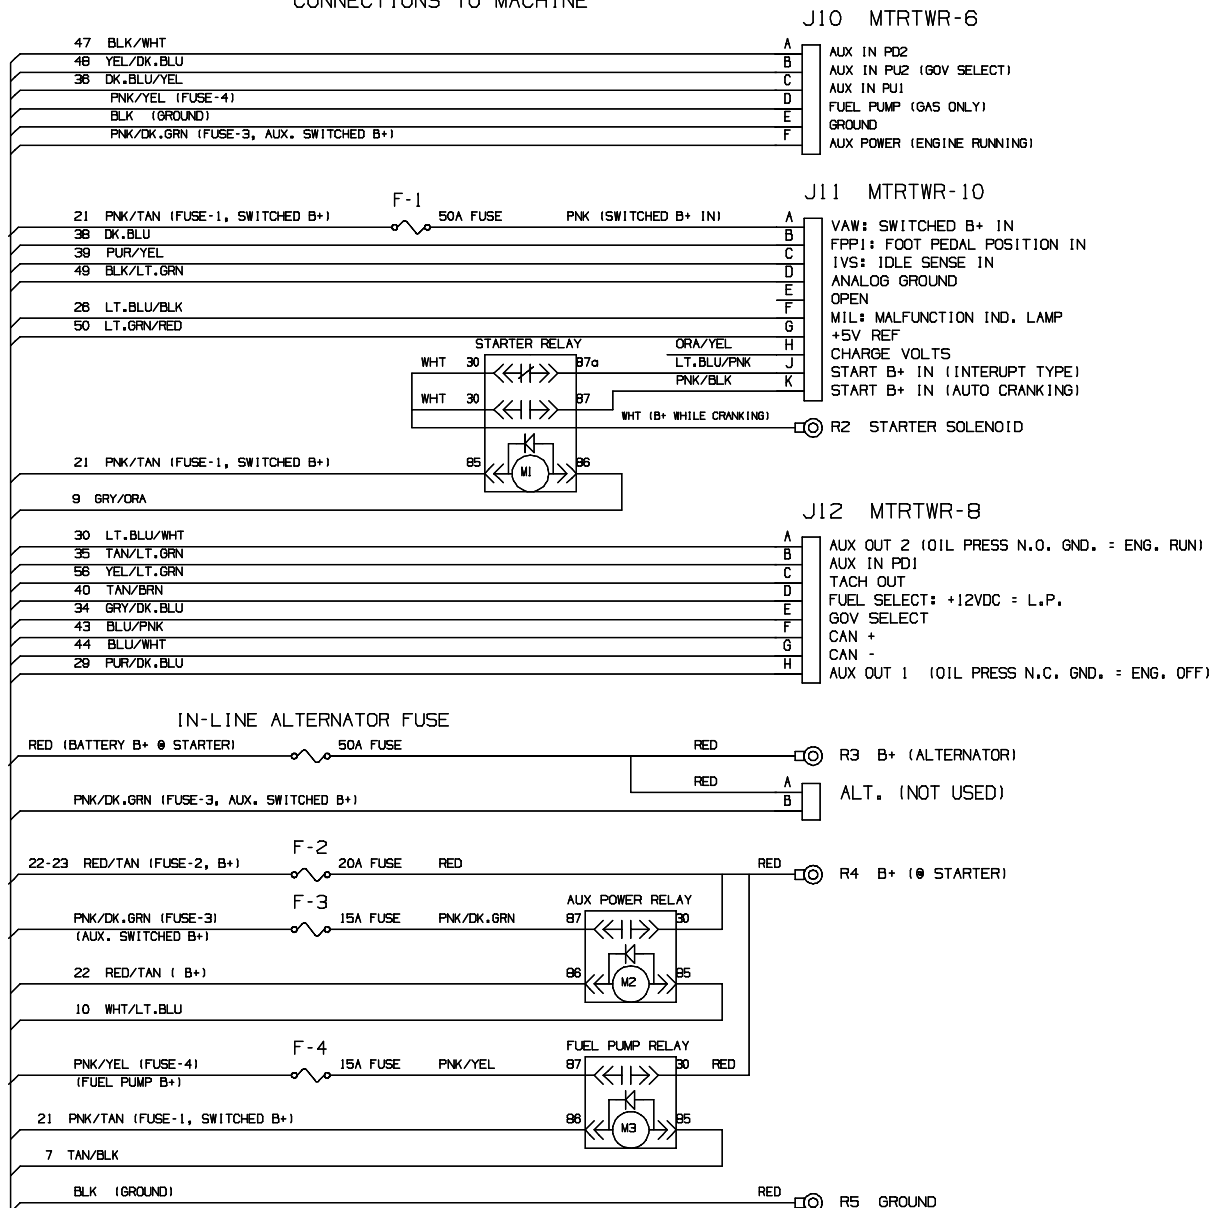 CONNECTIONS TO MACHINE
J10 MTRTWR-6
47 BLK/WHT A AUX IN PD2
48 YEL/DK.BLU B AUX IN PU2 (GOV SELECT)
36 DK.BLU/YEL C AUX IN PU1
PNK/YEL (FUSE-4) D FUEL PUMP (GAS ONLY)
BLK (GROUND) E GROUND
PNK/DK.GRN (FUSE-3, AUX. SWITCHED B+) F AUX POWER (ENGINE RUNNING)
J11 MTRTWR-10
F-1
21 PNK/TAN (FUSE-1, SWITCHED B+) 50A FUSE PNK (SWITCHED B+ IN) A VAW: SWITCHED B+ IN
38 DK.BLU B FPP1: FOOT PEDAL POSITION IN
39 PUR/YEL C IVS: IDLE SENSE IN
49 BLK/LT.GRN D ANALOG GROUND
E OPEN
26 LT.BLU/BLK F MIL: MALFUNCTION IND. LAMP
50 LT.GRN/RED G +5V REF
STARTER RELAY ORA/YEL H CHARGE VOLTS
WHT 30 87a LT.BLU/PNK J START B+ IN (INTERUPT TYPE)
PNK/BLK K START B+ IN (AUTO CRANKING)
WHT 30 87
WHT (B+ WHILE CRANKING) R2 STARTER SOLENOID
21 PNK/TAN (FUSE-1, SWITCHED B+) 85 M1 86
9 GRY/ORA
J12 MTRTWR-8
30 LT.BLU/WHT A AUX OUT 2 (OIL PRESS N.O. GND. = ENG. RUN)
35 TAN/LT.GRN B AUX IN PD1
56 YEL/LT.GRN C TACH OUT
40 TAN/BRN D FUEL SELECT: +12VDC = L.P.
34 GRY/DK.BLU E GOV SELECT
43 BLU/PNK F CAN +
44 BLU/WHT G CAN -
29 PUR/DK.BLU H AUX OUT 1 (OIL PRESS N.C. GND. = ENG. OFF)
IN-LINE ALTERNATOR FUSE
RED (BATTERY B+ @ STARTER) 50A FUSE RED R3 B+ (ALTERNATOR)
RED A ALT. (NOT USED)
PNK/DK.GRN (FUSE-3, AUX. SWITCHED B+) B
F-2
22-23 RED/TAN (FUSE-2, B+) 20A FUSE RED RED R4 B+ (@ STARTER)
F-3 AUX POWER RELAY
PNK/DK.GRN (FUSE-3) 15A FUSE PNK/DK.GRN 87 30
(AUX. SWITCHED B+)
22 RED/TAN ( B+) 86 M2 85
10 WHT/LT.BLU
F-4 FUEL PUMP RELAY
PNK/YEL (FUSE-4) 15A FUSE PNK/YEL 87 30 RED
(FUEL PUMP B+)
21 PNK/TAN (FUSE-1, SWITCHED B+) 86 M3 85
7 TAN/BLK
BLK (GROUND) RED R5 GROUND